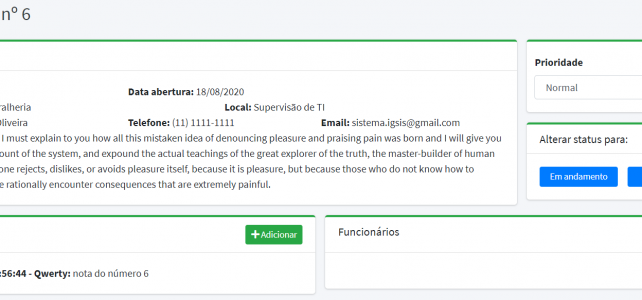 nº 6
Data abertura: 18/08/2020
Prioridade
Normal
ralheria
Local: Supervisão de TI
Oliveira
Telefone: (11) 1111-1111
Email: sistema.igsis@gmail.com
I must explain to you how all this mistaken idea of denouncing pleasure and praising pain was born and I will give you
ount of the system, and expound the actual teachings of the great explorer of the truth, the master-builder of human
one rejects, dislikes, or avoids pleasure itself, because it is pleasure, but because those who do not know how to
e rationally encounter consequences that are extremely painful.
Alterar status para:
Em andamento
Adicionar
:56:44 - Qwerty: nota do número 6
Funcionários